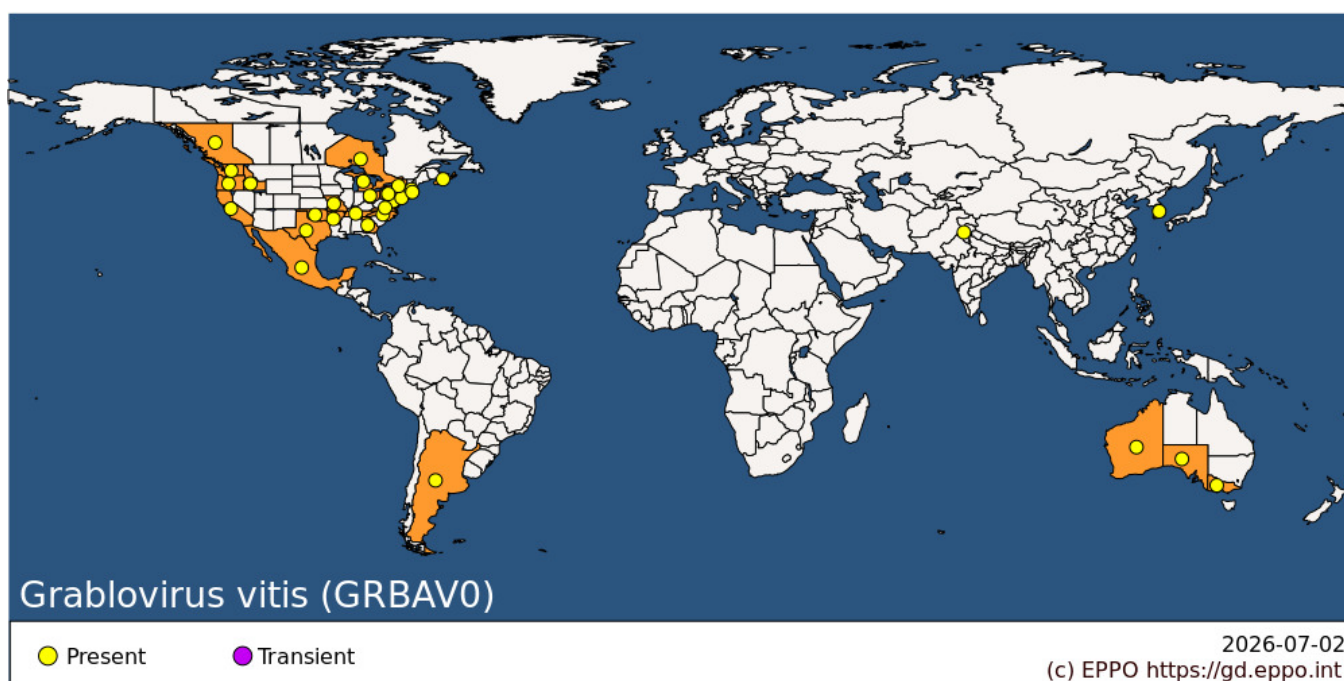 Grablovirus vitis (GRBAV0)
Present
Transient
2026-07-02
(c) EPPO https://gd.eppo.int